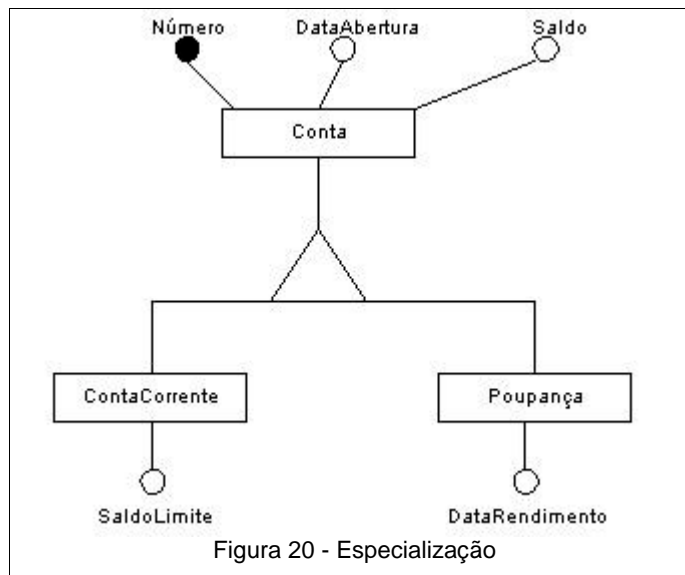 Número DataAbertura Saldo
Conta
ContaCorrente Poupança
SaldoLimite DataRendimento
Figura 20 - Especialização